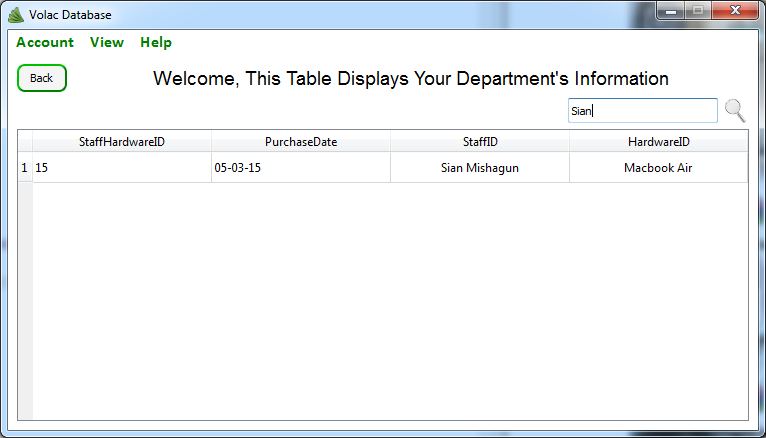 Volac Database
Account View Help
Back
Welcome, This Table Displays Your Department's Information
Sian
StaffHardwareID PurchaseDate StaffID HardwareID
1 15 05-03-15 Sian Mishagun Macbook Air